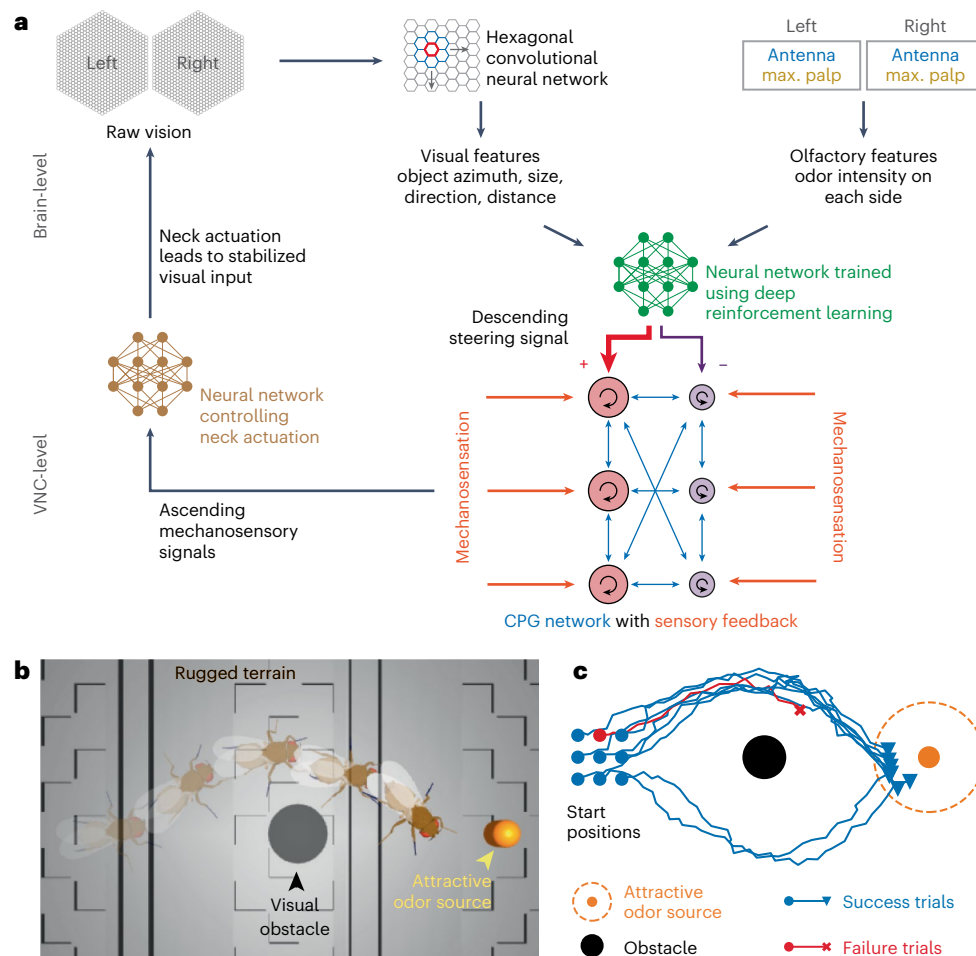 a
Left
Right
Raw vision
Hexagonal
convolutional
neural network
Left
Right
Antenna
max. palp
Antenna
max. palp
Visual features
object azimuth, size,
direction, distance
Olfactory features
odor intensity on
each side
Brain-level
Neck actuation
leads to stabilized
visual input
Neural network trained
using deep
reinforcement learning
Descending
steering signal
+
−
Neural network
controlling
neck actuation
VNC-level
Mechanosensation
Mechanosensation
Ascending
mechanosensory
signals
CPG network with sensory feedback
b
Rugged terrain
Attractive
odor source
Visual
obstacle
c
Start
positions
Attractive
odor source
Success trials
Obstacle
Failure trials